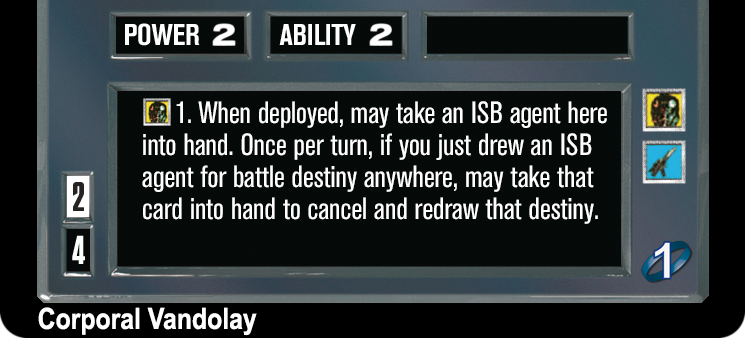 POWER 2 ABILITY 2
1. When deployed, may take an ISB agent here
into hand. Once per turn, if you just drew an ISB
agent for battle destiny anywhere, may take that
card into hand to cancel and redraw that destiny.
2
4
1
Corporal Vandolay